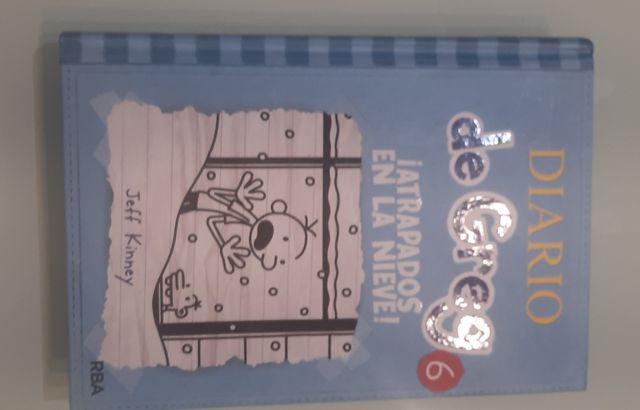 DIARIO
de Greg
6
¡ATRAPADOS
EN LA NIEVE!
Jeff Kinney
RBA